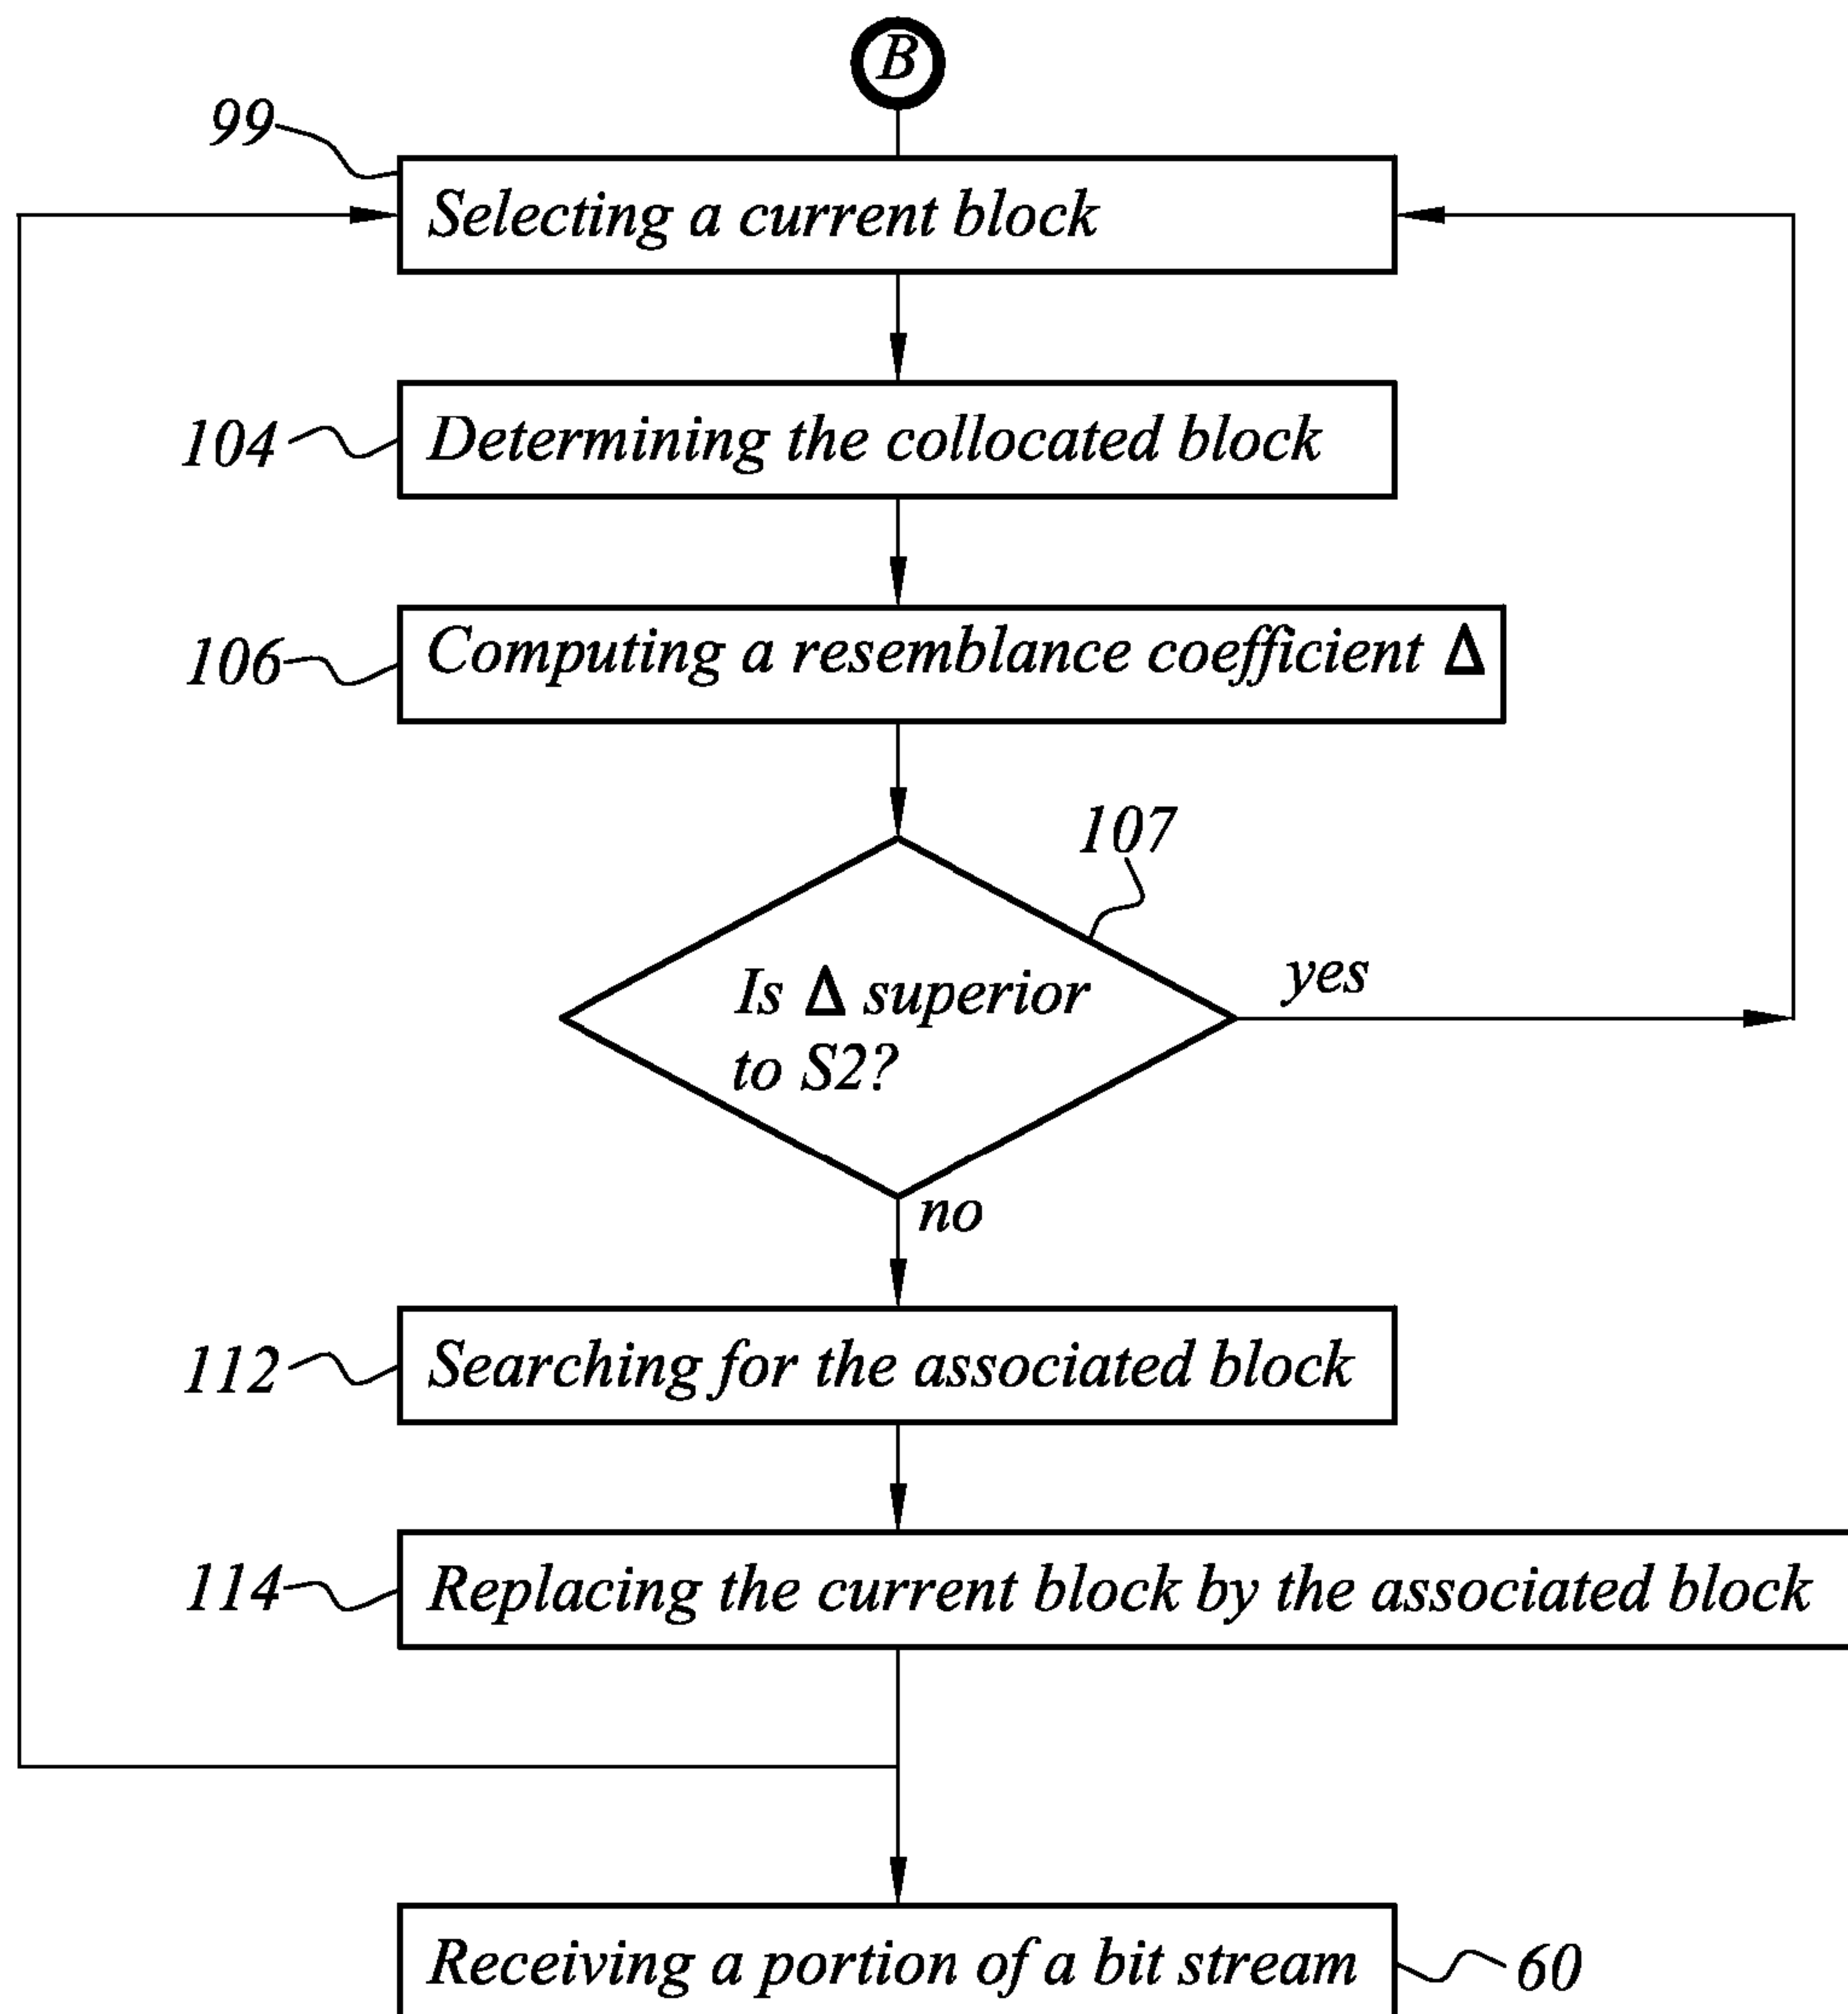 B
99
Selecting a current block
104
Determining the collocated block
106
Computing a resemblance coefficient Δ
107
Is Δ superior
to S2?
yes
no
112
Searching for the associated block
114
Replacing the current block by the associated block
Receiving a portion of a bit stream
60